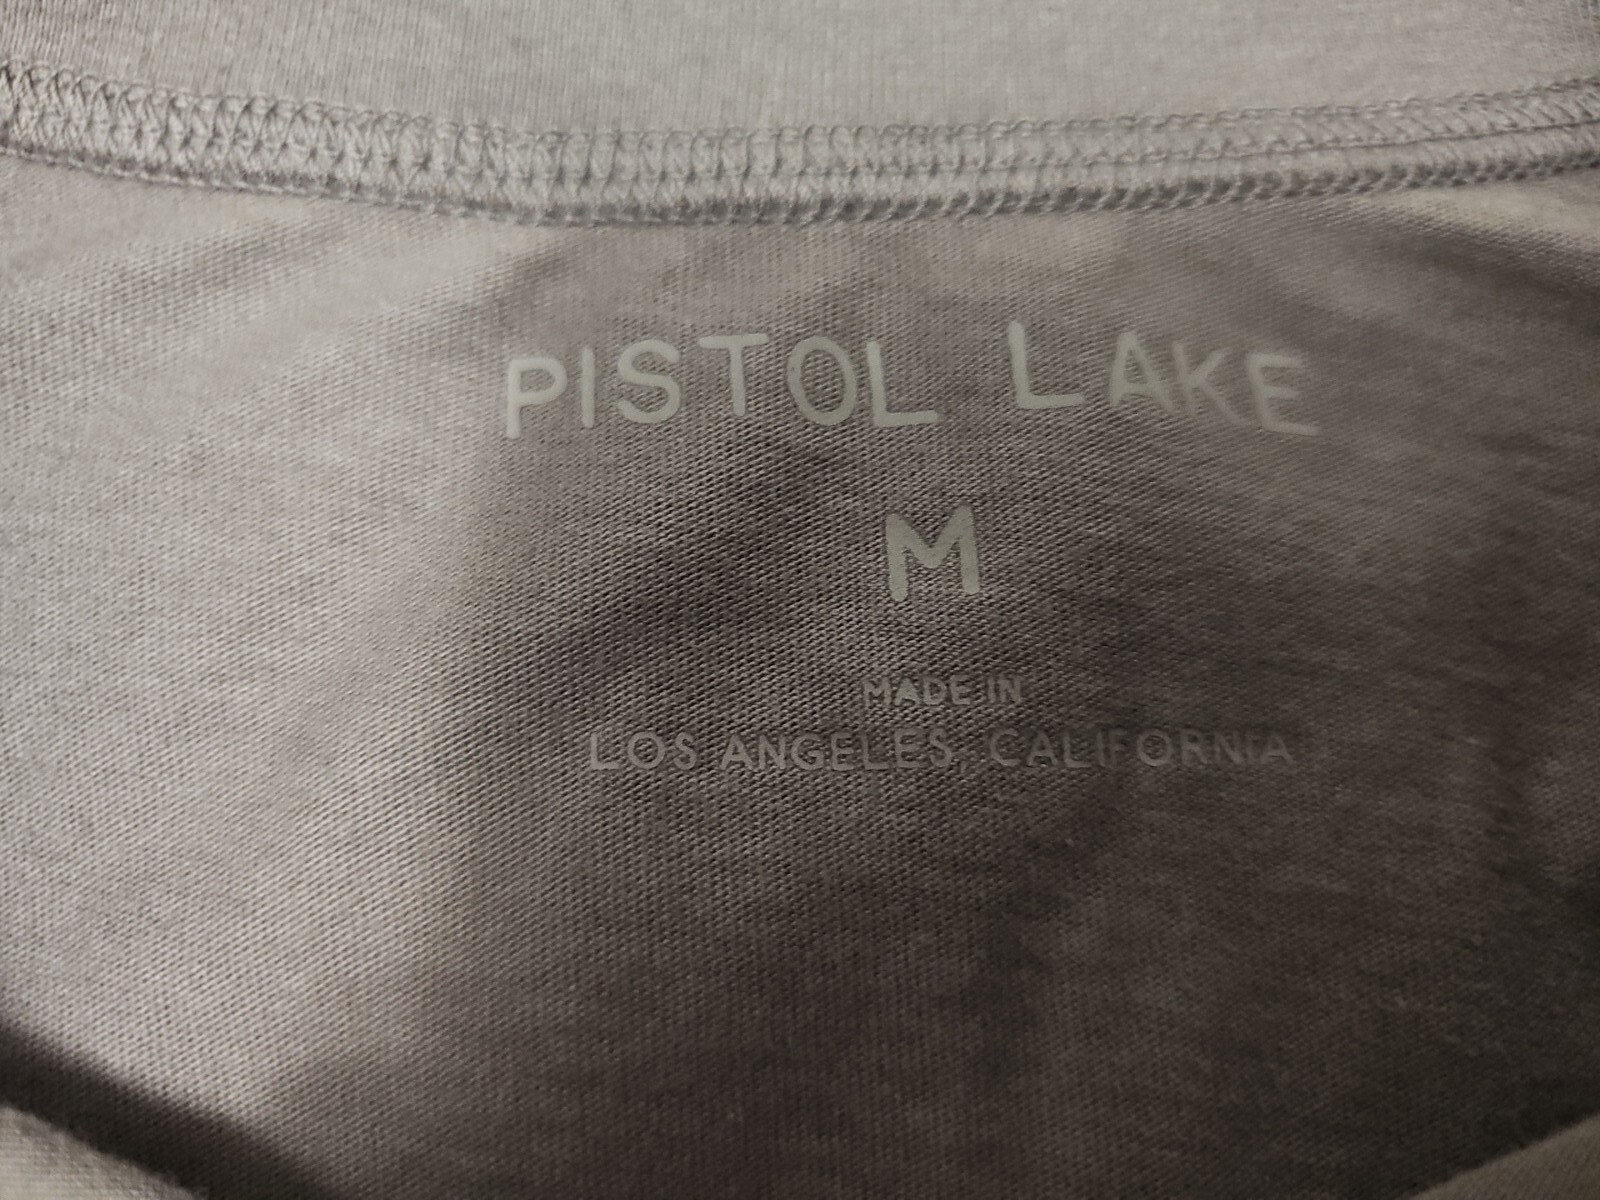 PISTOL LAKE
M
MADE IN
LOS ANGELES, CALIFORNIA